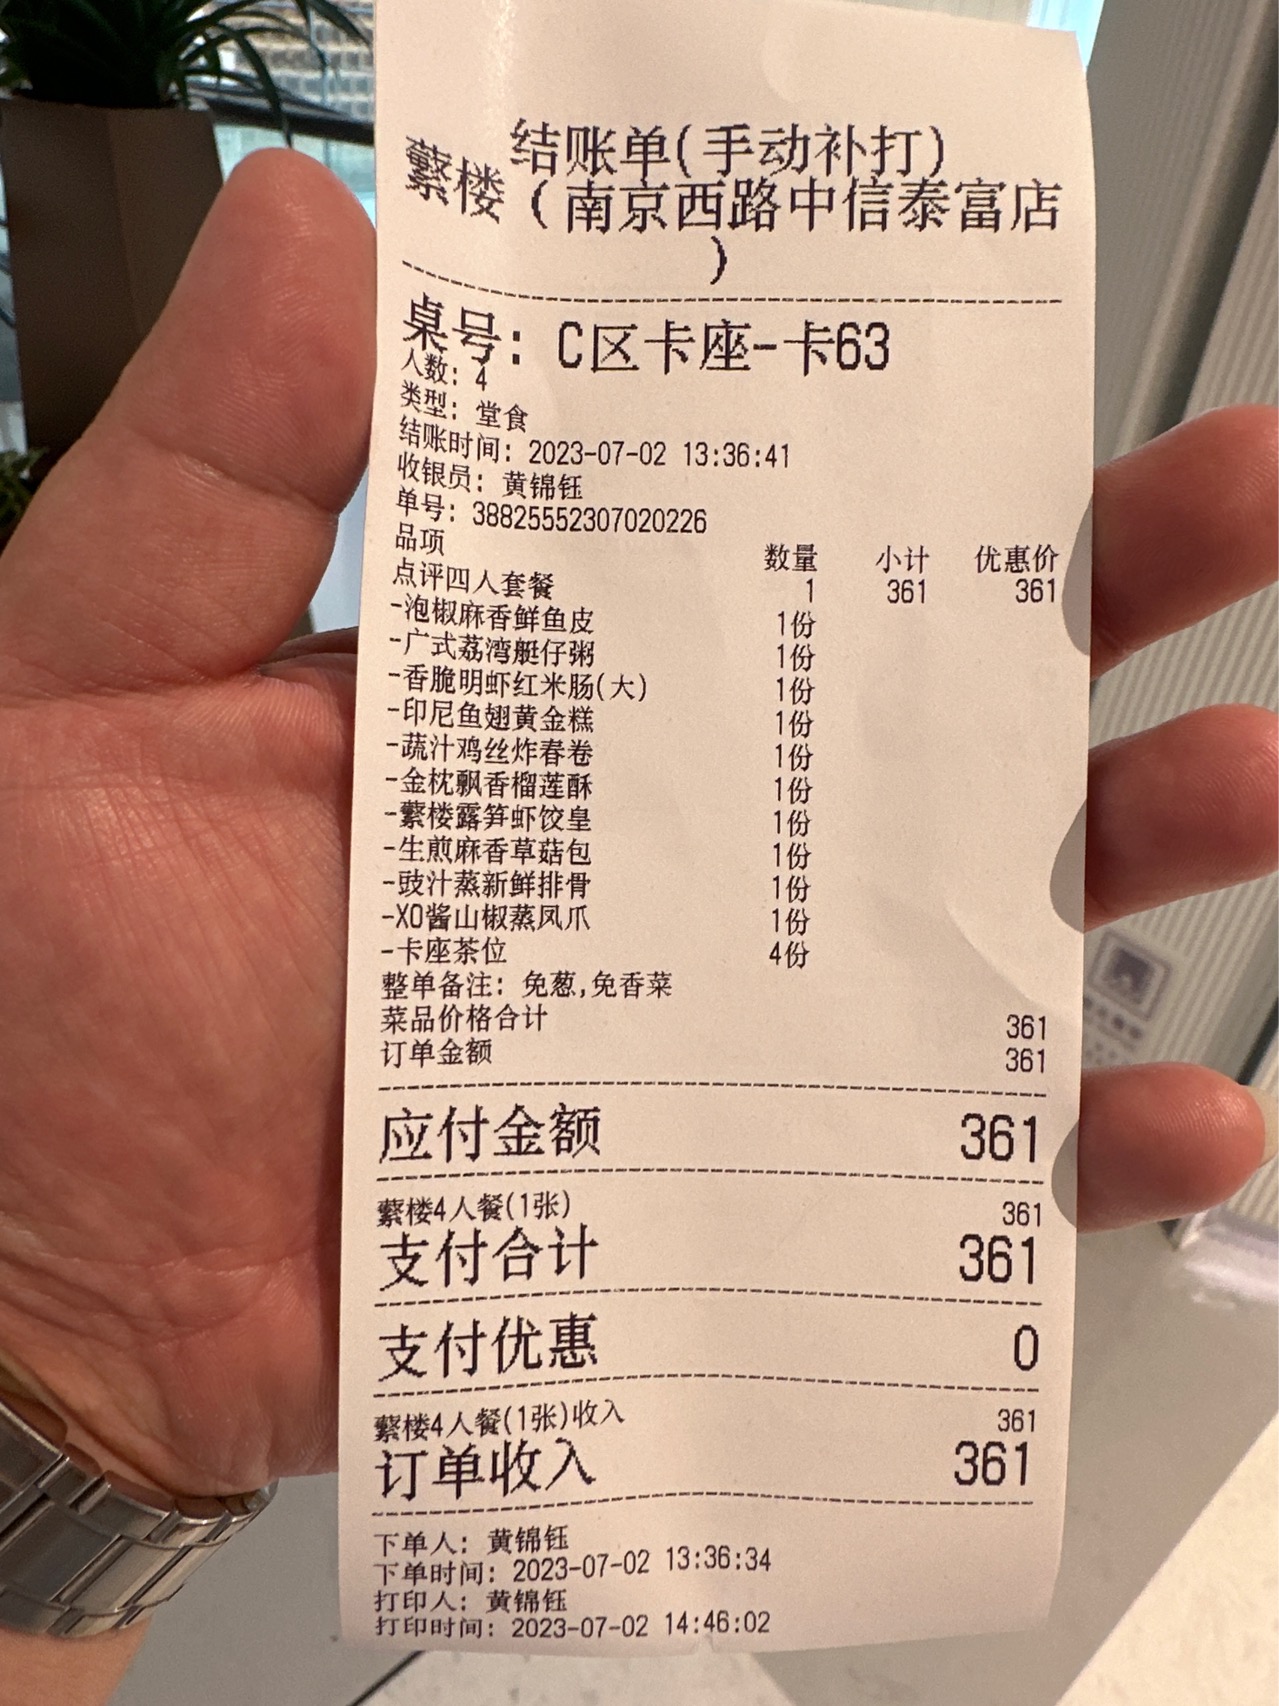 结账单(手动补打)
蘩楼(南京西路中信泰富店
)
桌号: C区卡座-卡63
人数: 4
类型: 堂食
结账时间: 2023-07-02 13:36:41
收银员: 黄锦钰
单号: 38825552307020226
品项 数量 小计 优惠价
点评四人套餐 1 361 361
-泡椒麻香鲜鱼皮 1份
-广式荔湾艇仔粥 1份
-香脆明虾红米肠(大) 1份
-印尼鱼翅黄金糕 1份
-蔬汁鸡丝炸春卷 1份
-金枕飘香榴莲酥 1份
-蘩楼露笋虾饺皇 1份
-生煎麻香草菇包 1份
-豉汁蒸新鲜排骨 1份
-XO酱山椒蒸凤爪 1份
-卡座茶位 4份
整单备注: 免葱,免香菜
菜品价格合计 361
订单金额 361
应付金额 361
蘩楼4人餐(1张) 361
支付合计 361
支付优惠 0
蘩楼4人餐(1张)收入 361
订单收入 361
下单人: 黄锦钰
下单时间: 2023-07-02 13:36:34
打印人: 黄锦钰
打印时间: 2023-07-02 14:46:02